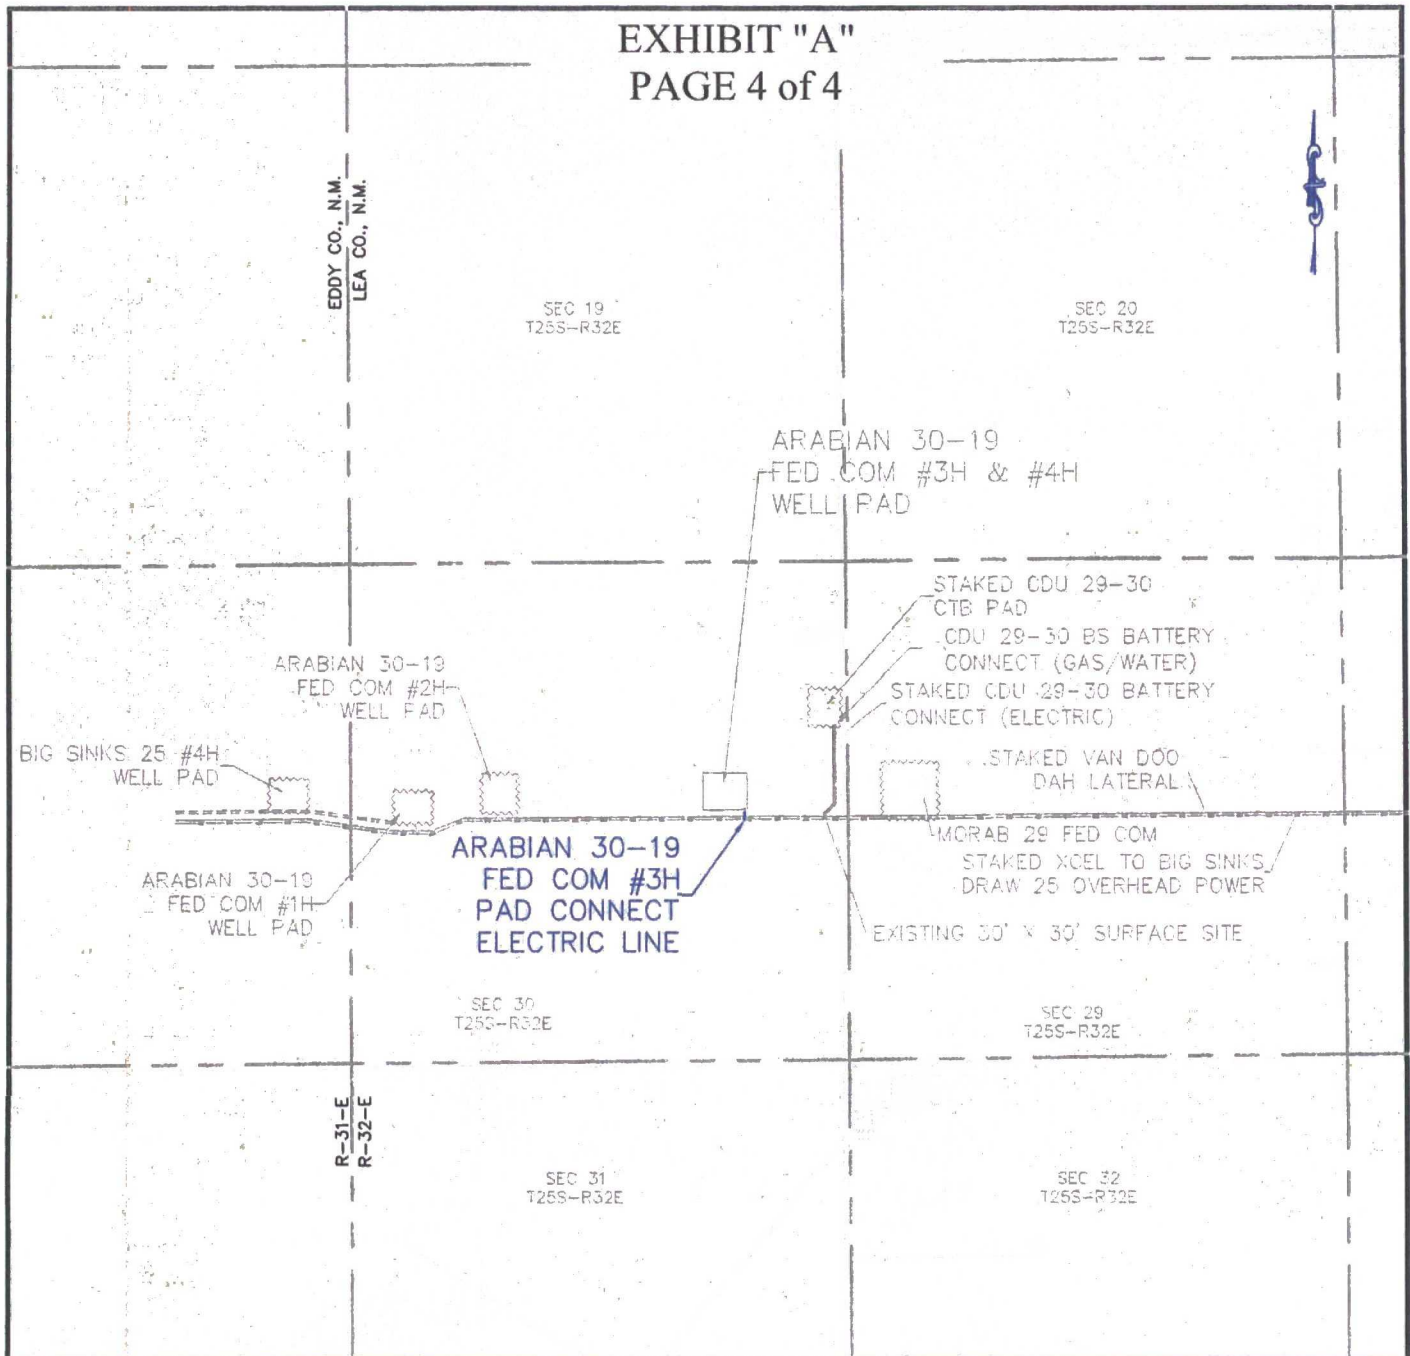 EXHIBIT "A"
PAGE 4 of 4
EDDY CO., N.M.
LEA CO., N.M.
SEC 19
T25S-R32E
SEC 20
T25S-R32E
ARABIAN 30-19
FED COM #3H & #4H
WELL PAD
STAKED CDU 29-30
CTB PAD
CDU 29-30 BS BATTERY
CONNECT (GAS/WATER)
STAKED CDU 29-30 BATTERY
CONNECT (ELECTRIC)
ARABIAN 30-19
FED COM #2H
WELL PAD
BIG SINKS 25 #4H
WELL PAD
STAKED VAN DOO
DAH LATERAL
MORAB 29 FED COM
STAKED XCEL TO BIG SINKS
DRAW 25 OVERHEAD POWER
ARABIAN 30-19
FED COM #3H
PAD CONNECT
ELECTRIC LINE
ARABIAN 30-19
FED COM #1H
WELL PAD
EXISTING 30' X 30' SURFACE SITE
SEC 30
T25S-R32E
SEC 29
T25S-R32E
R-31-E
R-32-E
SEC 31
T25S-R32E
SEC 32
T25S-R32E